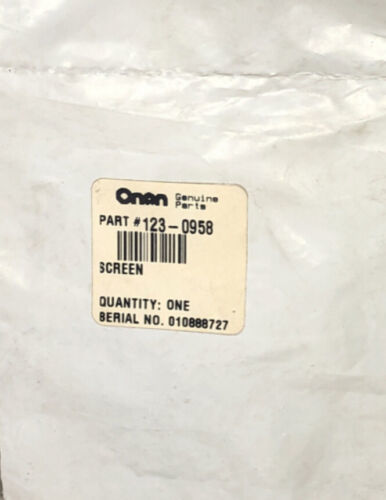 Onan Genuine Parts
PART # 123-0958
SCREEN
QUANTITY: ONE
SERIAL NO. 010888727